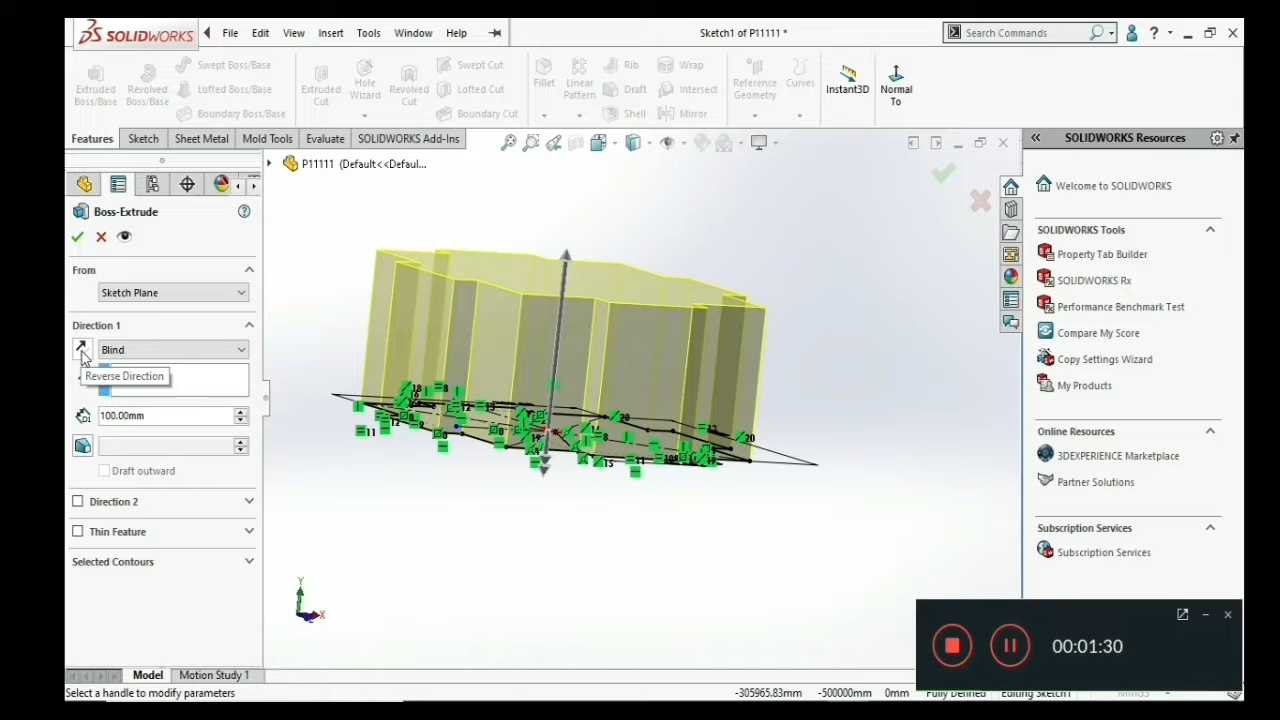 SOLIDWORKS
File Edit View Insert Tools Window Help
Sketch1 of P11111 *
Search Commands
Extruded Boss/Base
Revolved Boss/Base
Swept Boss/Base
Lofted Boss/Base
Boundary Boss/Base
Extruded Cut
Hole Wizard
Revolved Cut
Swept Cut
Lofted Cut
Boundary Cut
Fillet
Linear Pattern
Rib
Draft
Shell
Wrap
Intersect
Mirror
Reference Geometry
Curves
Instant3D
Normal To
Features Sketch Sheet Metal Mold Tools Evaluate SOLIDWORKS Add-Ins
P11111 (Default<<Defaul...
Boss-Extrude
From
Sketch Plane
Direction 1
Blind
Reverse Direction
100.00mm
Draft outward
Direction 2
Thin Feature
Selected Contours
Y
X
SOLIDWORKS Resources
Welcome to SOLIDWORKS
SOLIDWORKS Tools
Property Tab Builder
SOLIDWORKS Rx
Performance Benchmark Test
Compare My Score
Copy Settings Wizard
My Products
Online Resources
3DEXPERIENCE Marketplace
Partner Solutions
Subscription Services
Subscription Services
00:01:30
Model Motion Study 1
Select a handle to modify parameters
-305965.83mm -500000mm 0mm Fully Defined Editing Sketch1